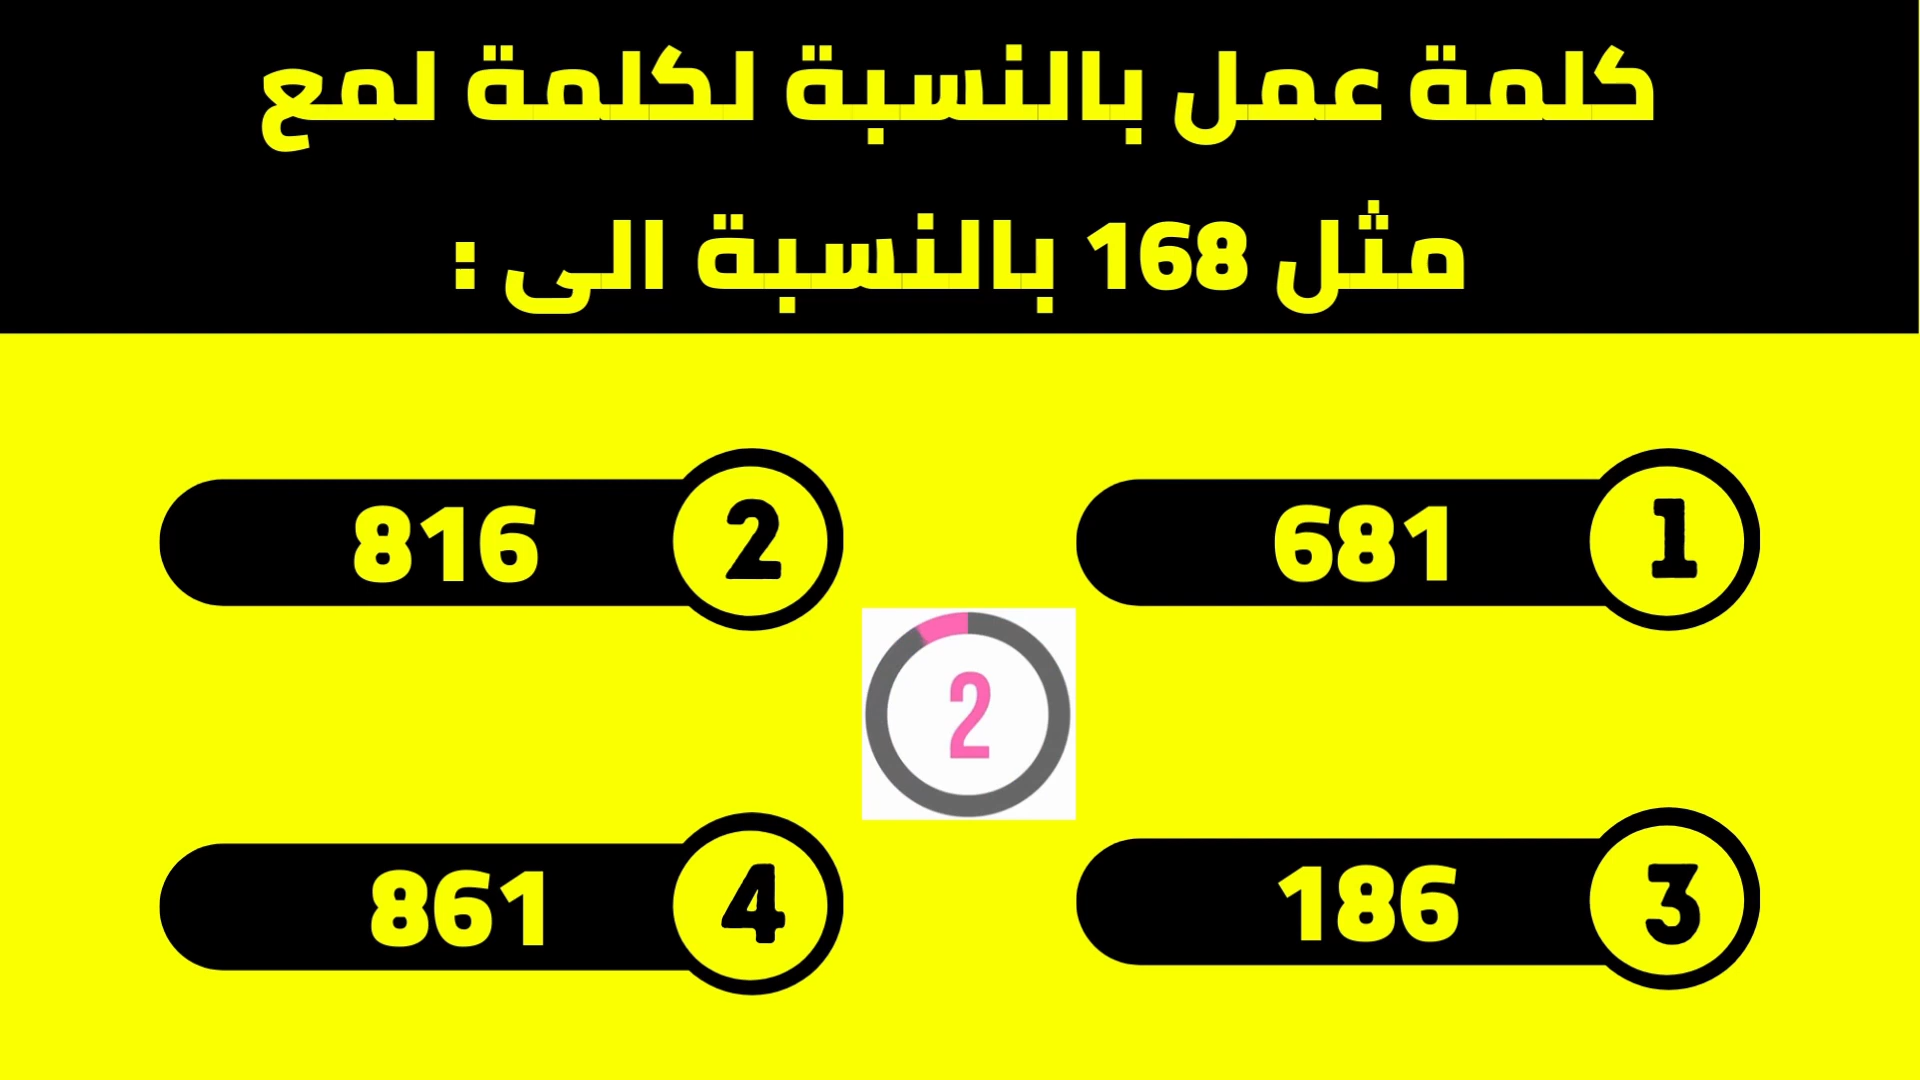 كلمة عمل بالنسبة لكلمة لمع
مثل 168 بالنسبة الى :
1 681
2 816
2
3 186
4 861